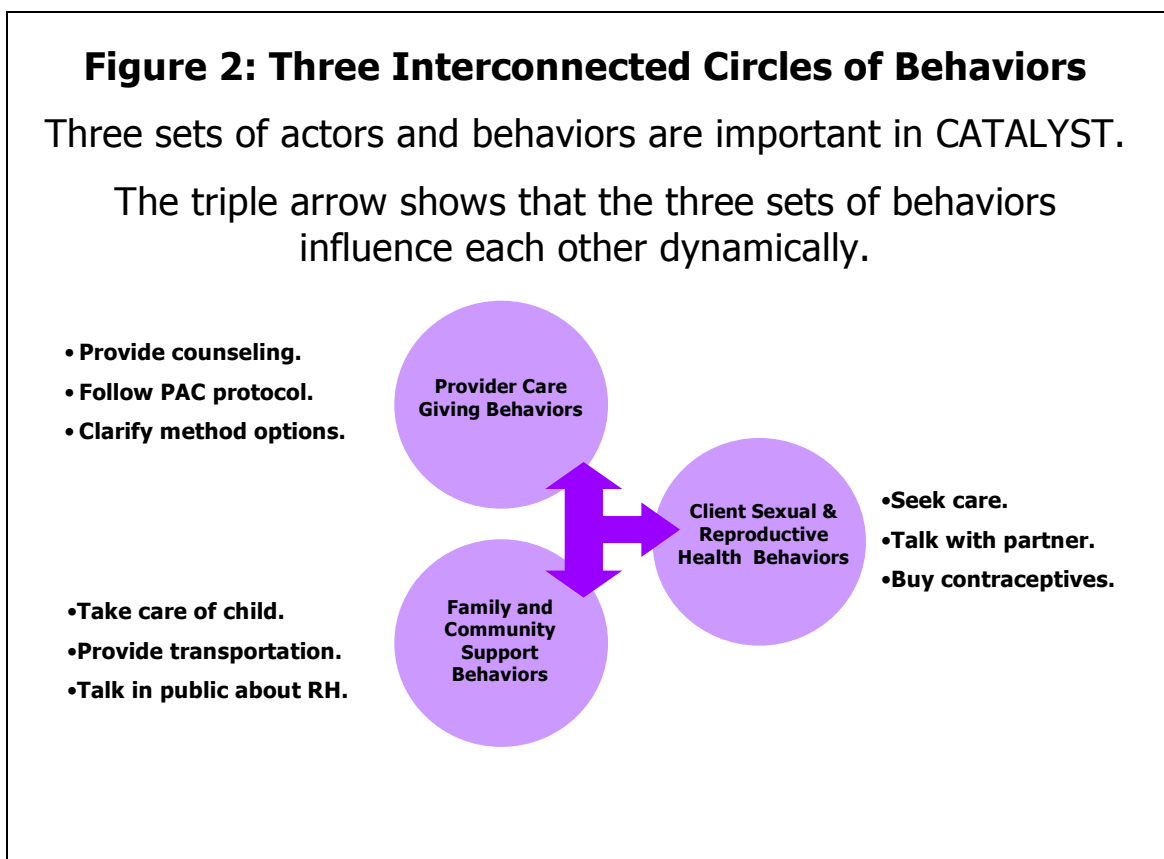 Figure 2: Three Interconnected Circles of Behaviors
Three sets of actors and behaviors are important in CATALYST.
The triple arrow shows that the three sets of behaviors
influence each other dynamically.
• Provide counseling.
• Follow PAC protocol.
• Clarify method options.
Provider Care
Giving Behaviors
Client Sexual &
Reproductive
Health Behaviors
•Seek care.
•Talk with partner.
•Buy contraceptives.
•Take care of child.
•Provide transportation.
•Talk in public about RH.
Family and
Community
Support
Behaviors